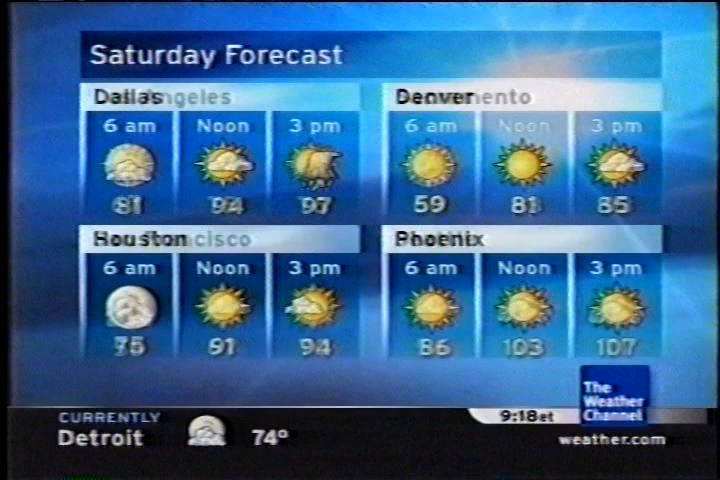 Saturday Forecast
Dallas Denver
6 am Noon 3 pm 6 am Noon 3 pm
81 94 97 59 81 85
Houston Phoenix
6 am Noon 3 pm 6 am Noon 3 pm
75 91 94 86 103 107
The
Weather
Channel
CURRENTLY
9:18et
Detroit 74°
weather.com